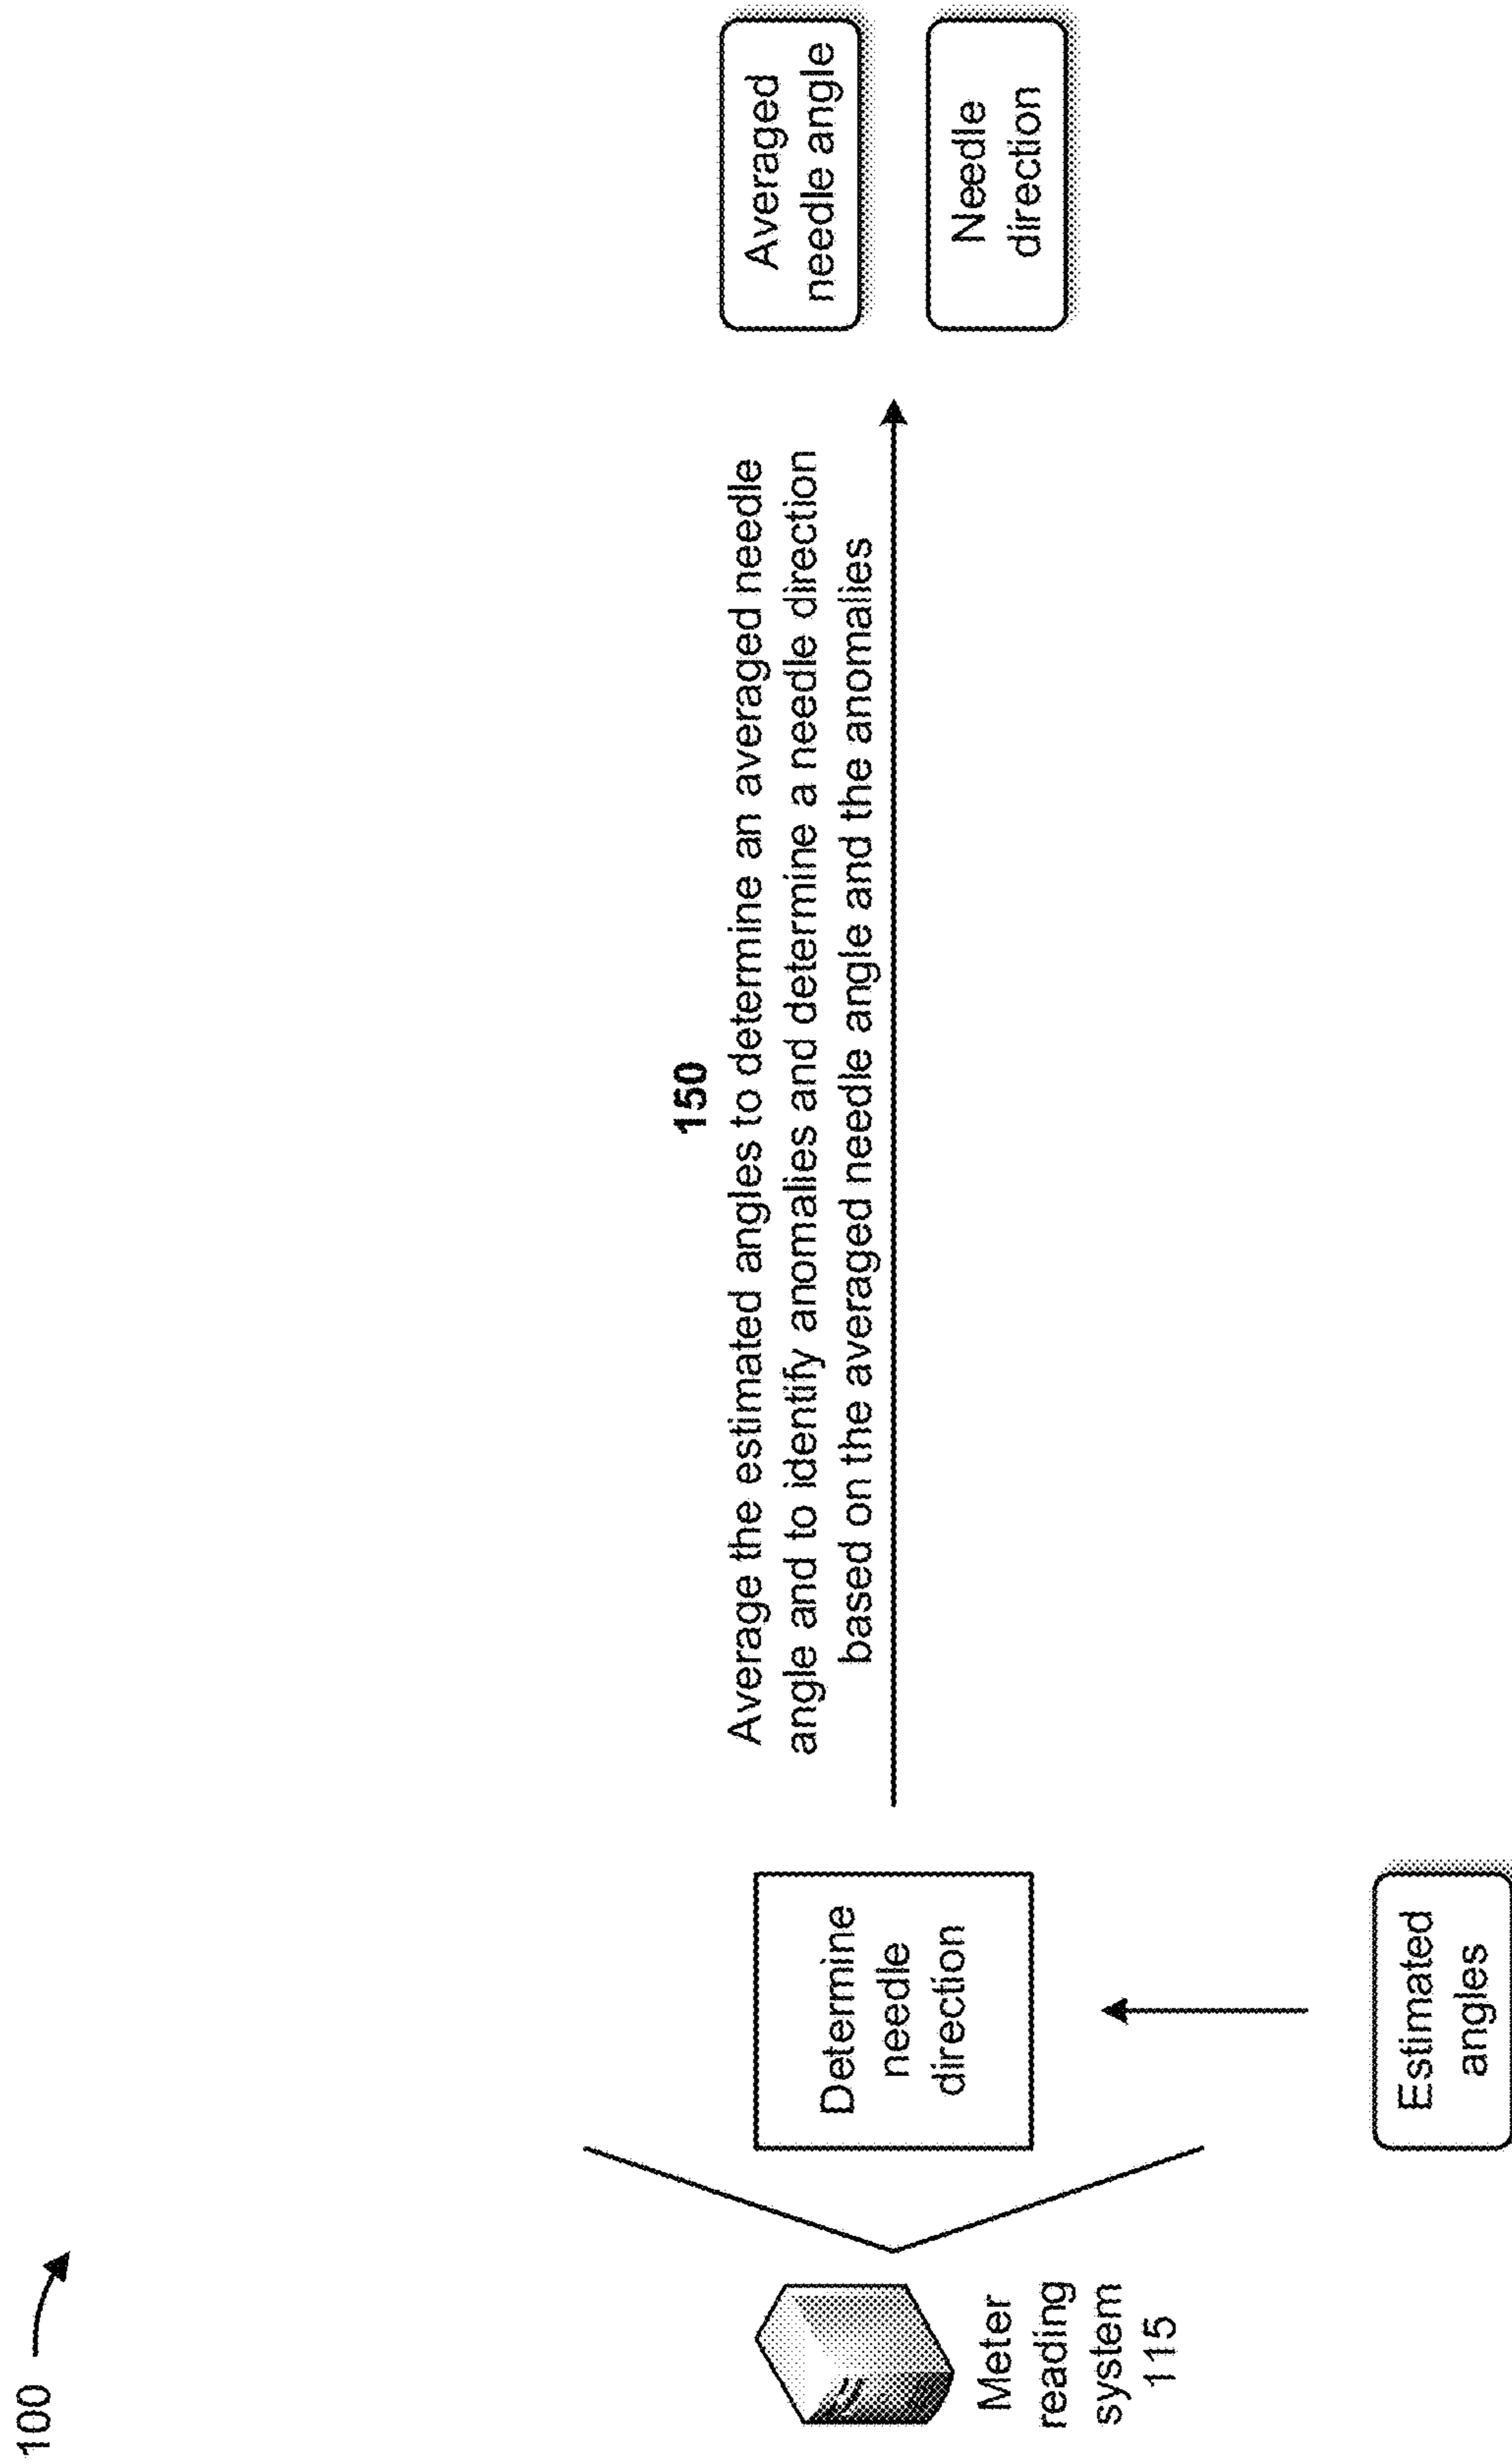 100
Meter
reading
system
115
Determine
needle
direction
Estimated
angles
150
Average the estimated angles to determine an averaged needle
angle and to identify anomalies and determine a needle direction
based on the averaged needle angle and the anomalies
Averaged
needle angle
Needle
direction